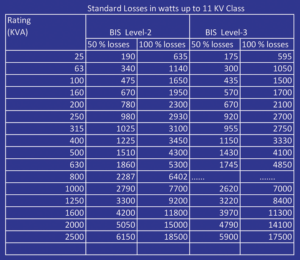 Standard Losses in watts up to 11 KV Class
Rating (KVA) BIS Level-2 BIS Level-3
50 % losses 100 % losses 50 % losses 100 % losses
25 190 635 175 595
63 340 1140 300 1050
100 475 1650 435 1500
160 670 1950 570 1700
200 780 2300 670 2100
250 980 2930 920 2700
315 1025 3100 955 2750
400 1225 3450 1150 3330
500 1510 4300 1430 4100
630 1860 5300 1745 4850
800 2287 6402 ...... ........
1000 2790 7700 2620 7000
1250 3300 9200 3220 8400
1600 4200 11800 3970 11300
2000 5050 15000 4790 14100
2500 6150 18500 5900 17500